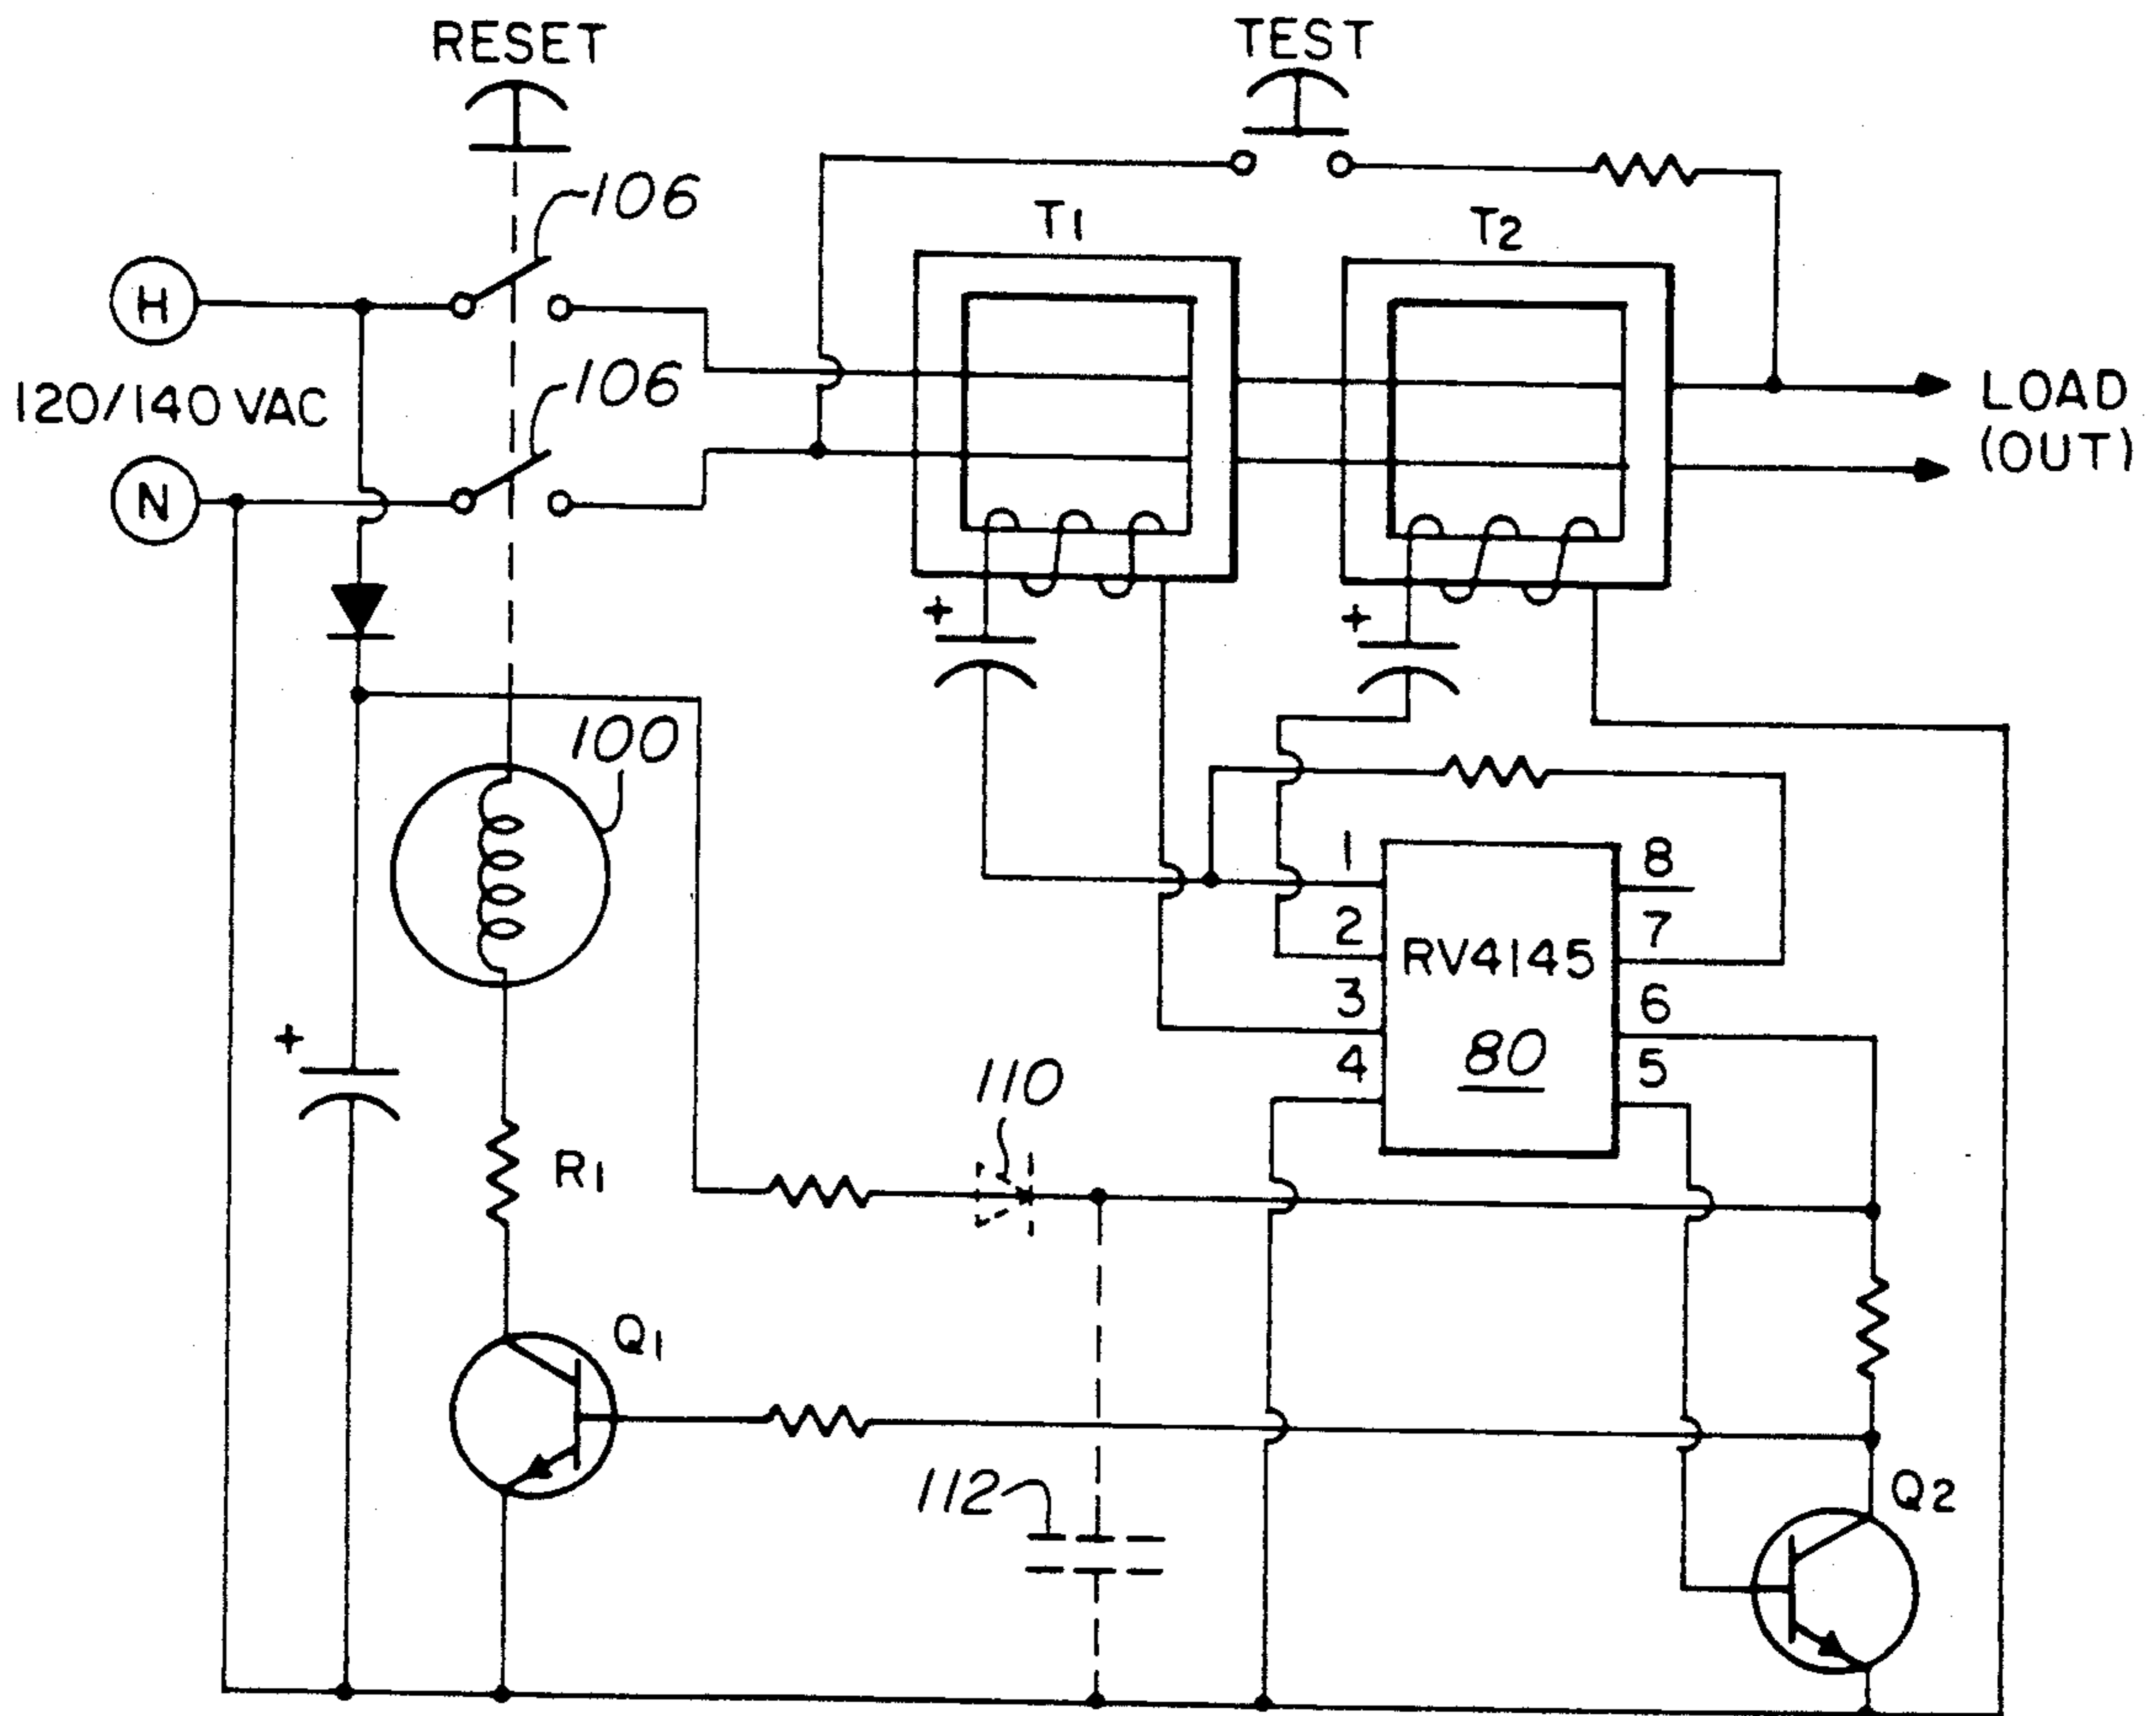 RESET
TEST
106
T1
T2
H
106
120/140 VAC
LOAD
(OUT)
N
+
+
100
1
8
2
7
RV4145
3
6
+
80
4
5
110
R1
Q1
112
Q2